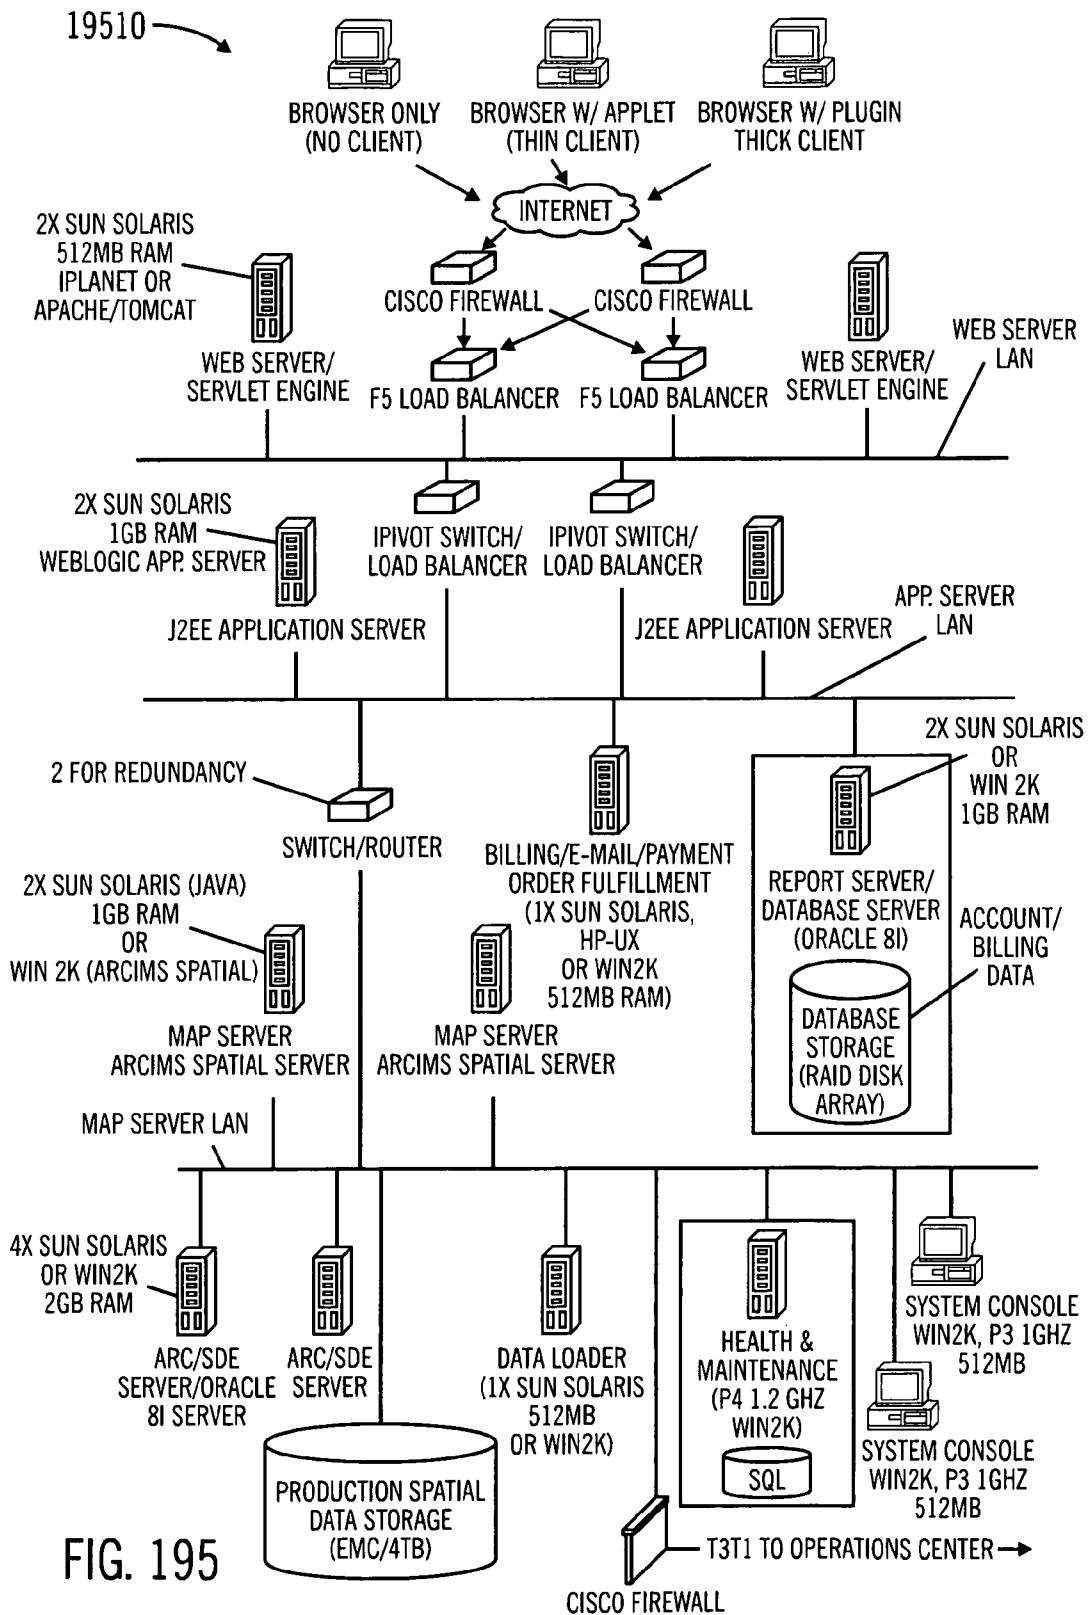 19510
BROWSER ONLY
(NO CLIENT)
BROWSER W/ APPLET
(THIN CLIENT)
BROWSER W/ PLUGIN
THICK CLIENT
INTERNET
2X SUN SOLARIS
512MB RAM
IPLANET OR
APACHE/TOMCAT
CISCO FIREWALL
CISCO FIREWALL
WEB SERVER/
SERVLET ENGINE
F5 LOAD BALANCER
F5 LOAD BALANCER
WEB SERVER/
SERVLET ENGINE
WEB SERVER
LAN
2X SUN SOLARIS
1GB RAM
WEBLOGIC APP. SERVER
IPIVOT SWITCH/
LOAD BALANCER
IPIVOT SWITCH/
LOAD BALANCER
J2EE APPLICATION SERVER
J2EE APPLICATION SERVER
APP. SERVER
LAN
2 FOR REDUNDANCY
SWITCH/ROUTER
BILLING/E-MAIL/PAYMENT
ORDER FULFILLMENT
(1X SUN SOLARIS,
HP-UX
OR WIN2K
512MB RAM)
2X SUN SOLARIS
OR
WIN 2K
1GB RAM
REPORT SERVER/
DATABASE SERVER
(ORACLE 8I)
ACCOUNT/
BILLING
DATA
DATABASE
STORAGE
(RAID DISK
ARRAY)
2X SUN SOLARIS (JAVA)
1GB RAM
OR
WIN 2K (ARCIMS SPATIAL)
MAP SERVER
ARCIMS SPATIAL SERVER
MAP SERVER
ARCIMS SPATIAL SERVER
MAP SERVER LAN
4X SUN SOLARIS
OR WIN2K
2GB RAM
ARC/SDE
SERVER/ORACLE
8I SERVER
ARC/SDE
SERVER
DATA LOADER
(1X SUN SOLARIS
512MB
OR WIN2K)
HEALTH &
MAINTENANCE
(P4 1.2 GHZ
WIN2K)
SQL
SYSTEM CONSOLE
WIN2K, P3 1GHZ
512MB
SYSTEM CONSOLE
WIN2K, P3 1GHZ
512MB
PRODUCTION SPATIAL
DATA STORAGE
(EMC/4TB)
T3T1 TO OPERATIONS CENTER
CISCO FIREWALL
FIG. 195